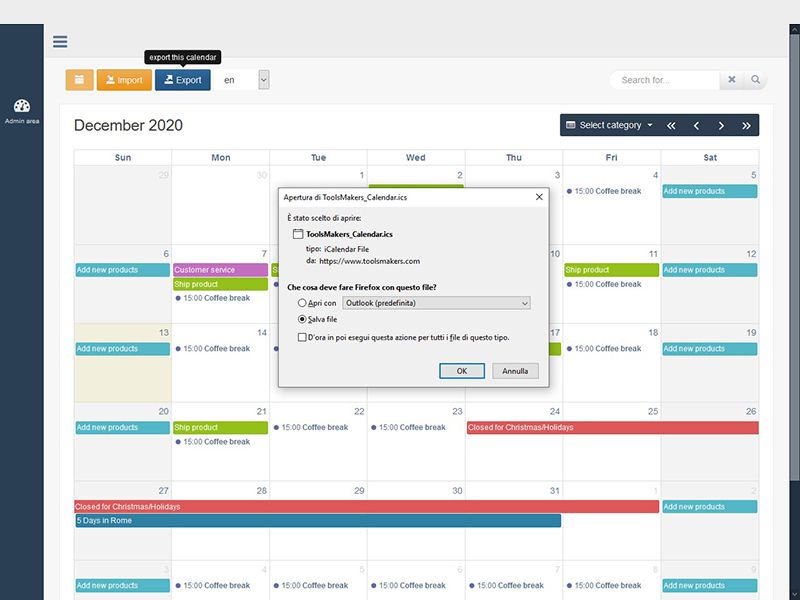 export this calendar
Import
Export
en
Search for...
Admin area
December 2020
Select category
Sun Mon Tue Wed Thu Fri Sat
29 30 1 2 3 4 5
15:00 Coffee break
Add new products
Apertura di ToolsMakers_Calendar.ics
È stato scelto di aprire:
ToolsMakers_Calendar.ics
tipo: iCalendar File
da: https://www.toolsmakers.com
Che cosa deve fare Firefox con questo file?
Apri con Outlook (predefinita)
Salva file
D'ora in poi esegui questa azione per tutti i file di questo tipo.
OK Annulla
6 7 10 11 12
Add new products Customer service S Ship product Add new products
Ship product 15:00 Coffee break
15:00 Coffee break
13 14 17 18 19
Add new products 15:00 Coffee break 15:00 Coffee break Add new products
20 21 22 23 24 25 26
Add new products Ship product 15:00 Coffee break 15:00 Coffee break Closed for Christmas/Holidays
15:00 Coffee break
27 28 29 30 31 1 2
Closed for Christmas/Holidays Add new products
5 Days in Rome
3 4 5 6 7 8 9
Add new products 15:00 Coffee break 15:00 Coffee break 15:00 Coffee break 15:00 Coffee break 15:00 Coffee break Add new products